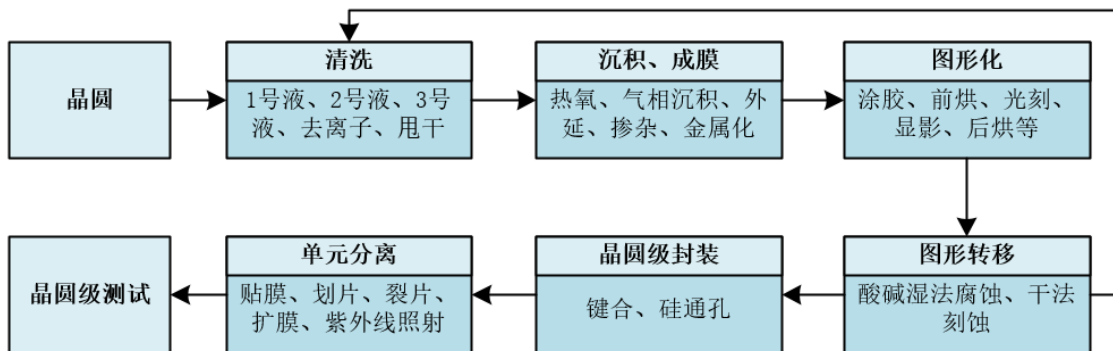 晶圆
清洗
1号液、2号液、3号
液、去离子、甩干
沉积、成膜
热氧、气相沉积、外
延、掺杂、金属化
图形化
涂胶、前烘、光刻、
显影、后烘等
图形转移
酸碱湿法腐蚀、干法
刻蚀
晶圆级封装
键合、硅通孔
单元分离
贴膜、划片、裂片、
扩膜、紫外线照射
晶圆级测试